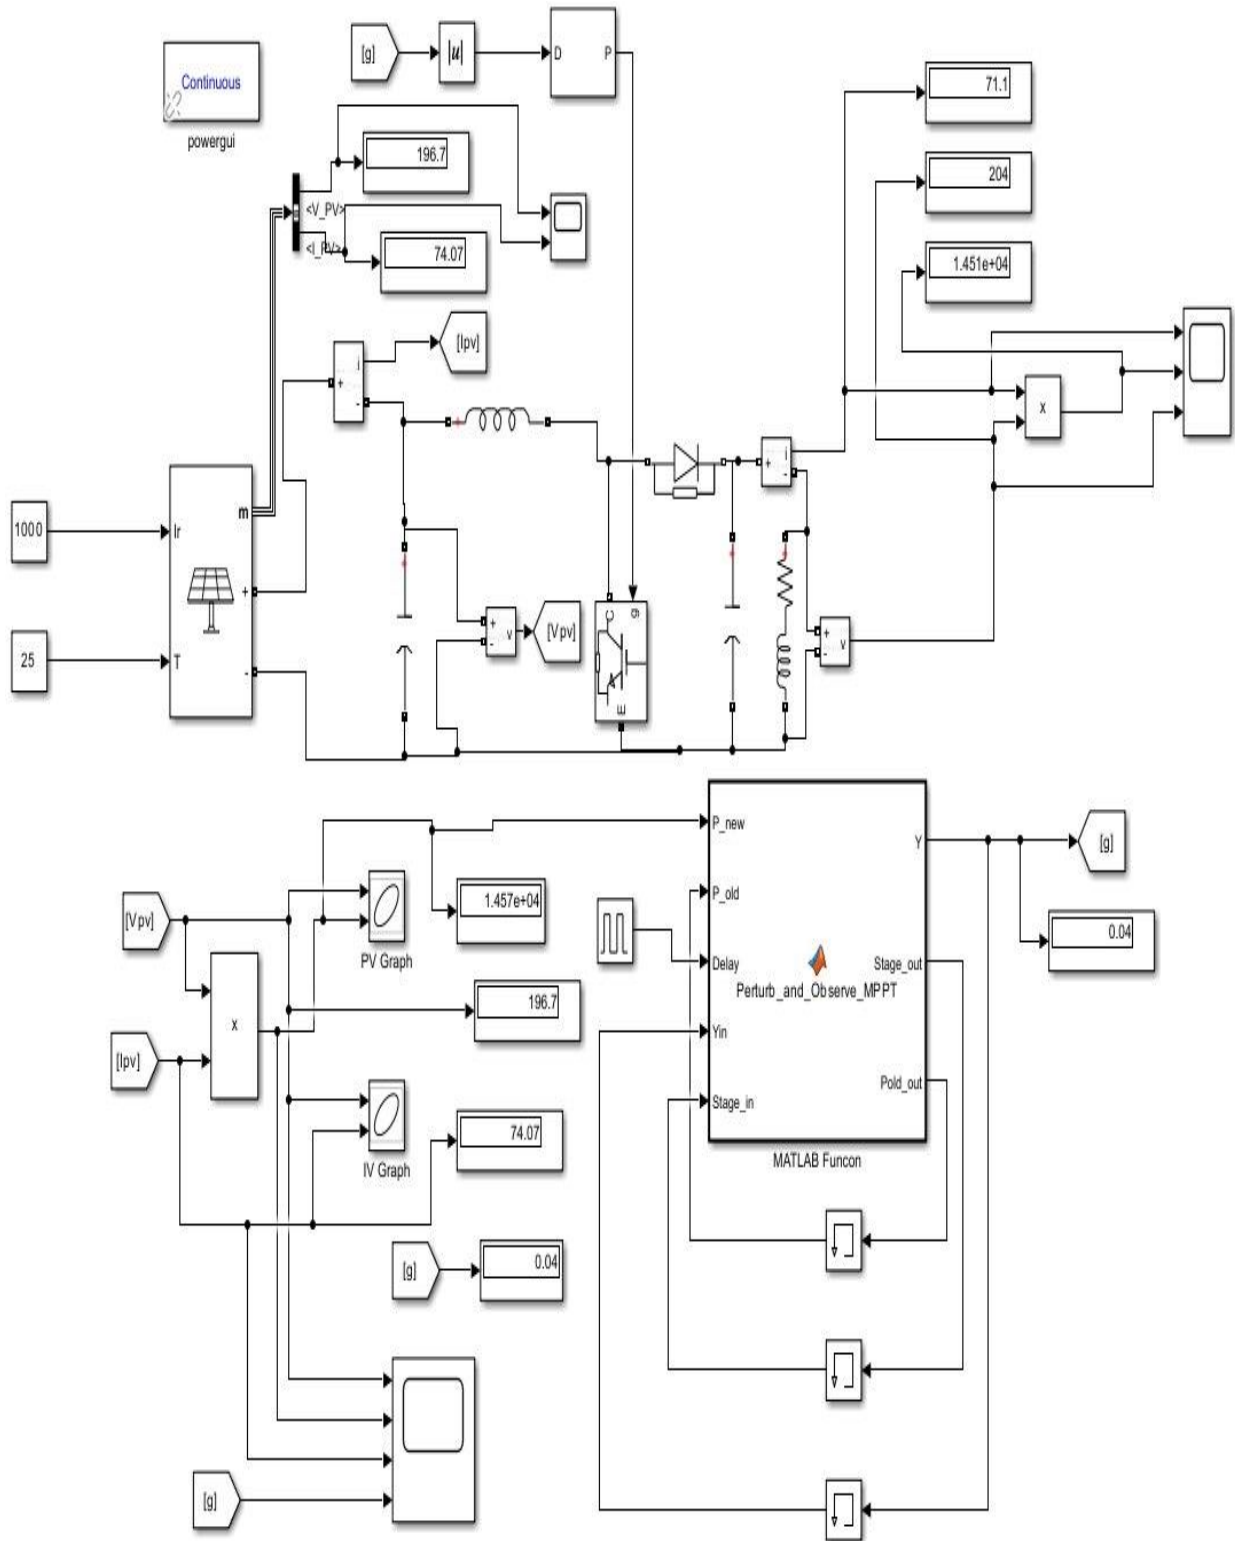 [g]
|u|
D
P
Continuous
powergui
71.1
204
1.451e+04
196.7
<V_PV>
<I_PV>
74.07
[Ipv]
i
+
-
+
i
-
x
1000
Ir
m
+
25
T
-
+
-
v
[Vpv]
C
g
E
+
-
v
P_new
Y
[g]
P_old
1.457e+04
[Vpv]
PV Graph
0.04
Delay
Stage_out
Perturb_and_Observe_MPPT
196.7
x
Yin
[Ipv]
Pold_out
Stage_in
74.07
IV Graph
MATLAB Funcon
[g]
0.04
[g]